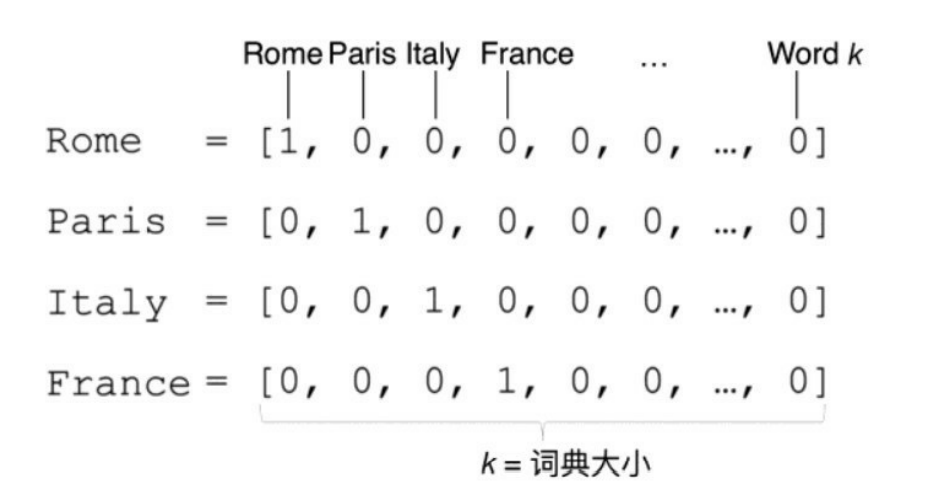 Rome Paris Italy France … Word k
Rome = [1, 0, 0, 0, 0, 0, …, 0]
Paris = [0, 1, 0, 0, 0, 0, …, 0]
Italy = [0, 0, 1, 0, 0, 0, …, 0]
France = [0, 0, 0, 1, 0, 0, …, 0]
k = 词典大小